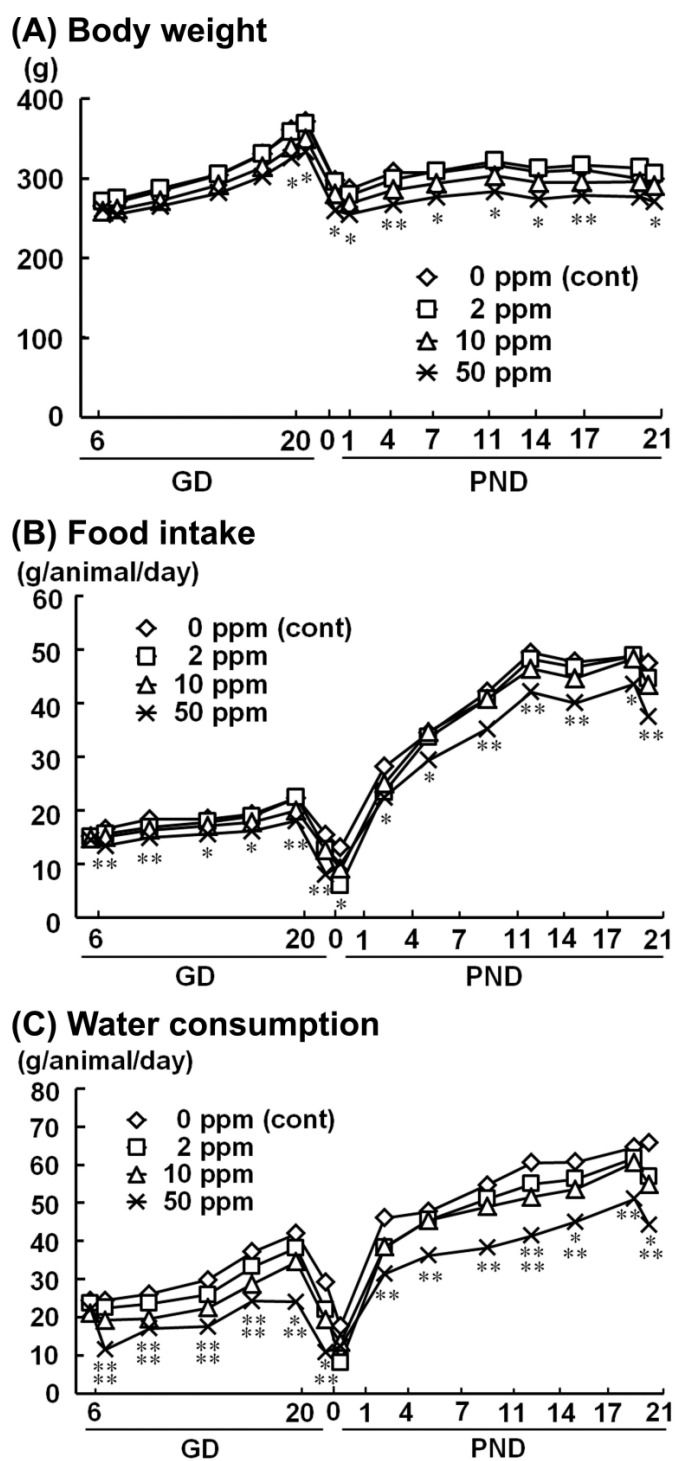 (A) Body weight
(g)
400
300
200
100
0
* *
* * ** * * * ** *
0 ppm (cont)
2 ppm
10 ppm
50 ppm
6 20 0 1 4 7 11 14 17 21
GD PND
(B) Food intake
(g/animal/day)
60
50
40
30
20
10
0
0 ppm (cont)
2 ppm
10 ppm
50 ppm
** ** * * ** ** * * * ** ** ** * **
6 20 0 1 4 7 11 14 17 21
GD PND
(C) Water consumption
(g/animal/day)
80
70
60
50
40
30
20
10
0
0 ppm (cont)
2 ppm
10 ppm
50 ppm
** ** ** ** * * ** ** ** ** * ** *
** ** ** ** ** ** ** ** **
6 20 0 1 4 7 11 14 17 21
GD PND